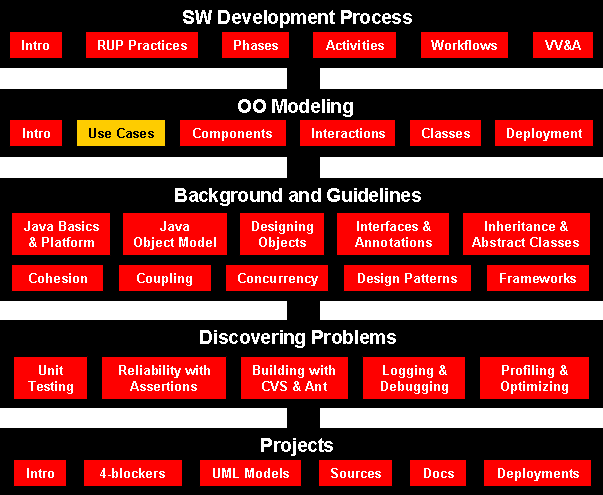 SW Development Process
Intro
RUP Practices
Phases
Activities
Workflows
VV&A
OO Modeling
Intro
Use Cases
Components
Interactions
Classes
Deployment
Background and Guidelines
Java Basics
& Platform
Java
Object Model
Designing
Objects
Interfaces &
Annotations
Inheritance &
Abstract Classes
Cohesion
Coupling
Concurrency
Design Patterns
Frameworks
Discovering Problems
Unit
Testing
Reliability with
Assertions
Building with
CVS & Ant
Logging &
Debugging
Profiling &
Optimizing
Projects
Intro
4-blockers
UML Models
Sources
Docs
Deployments